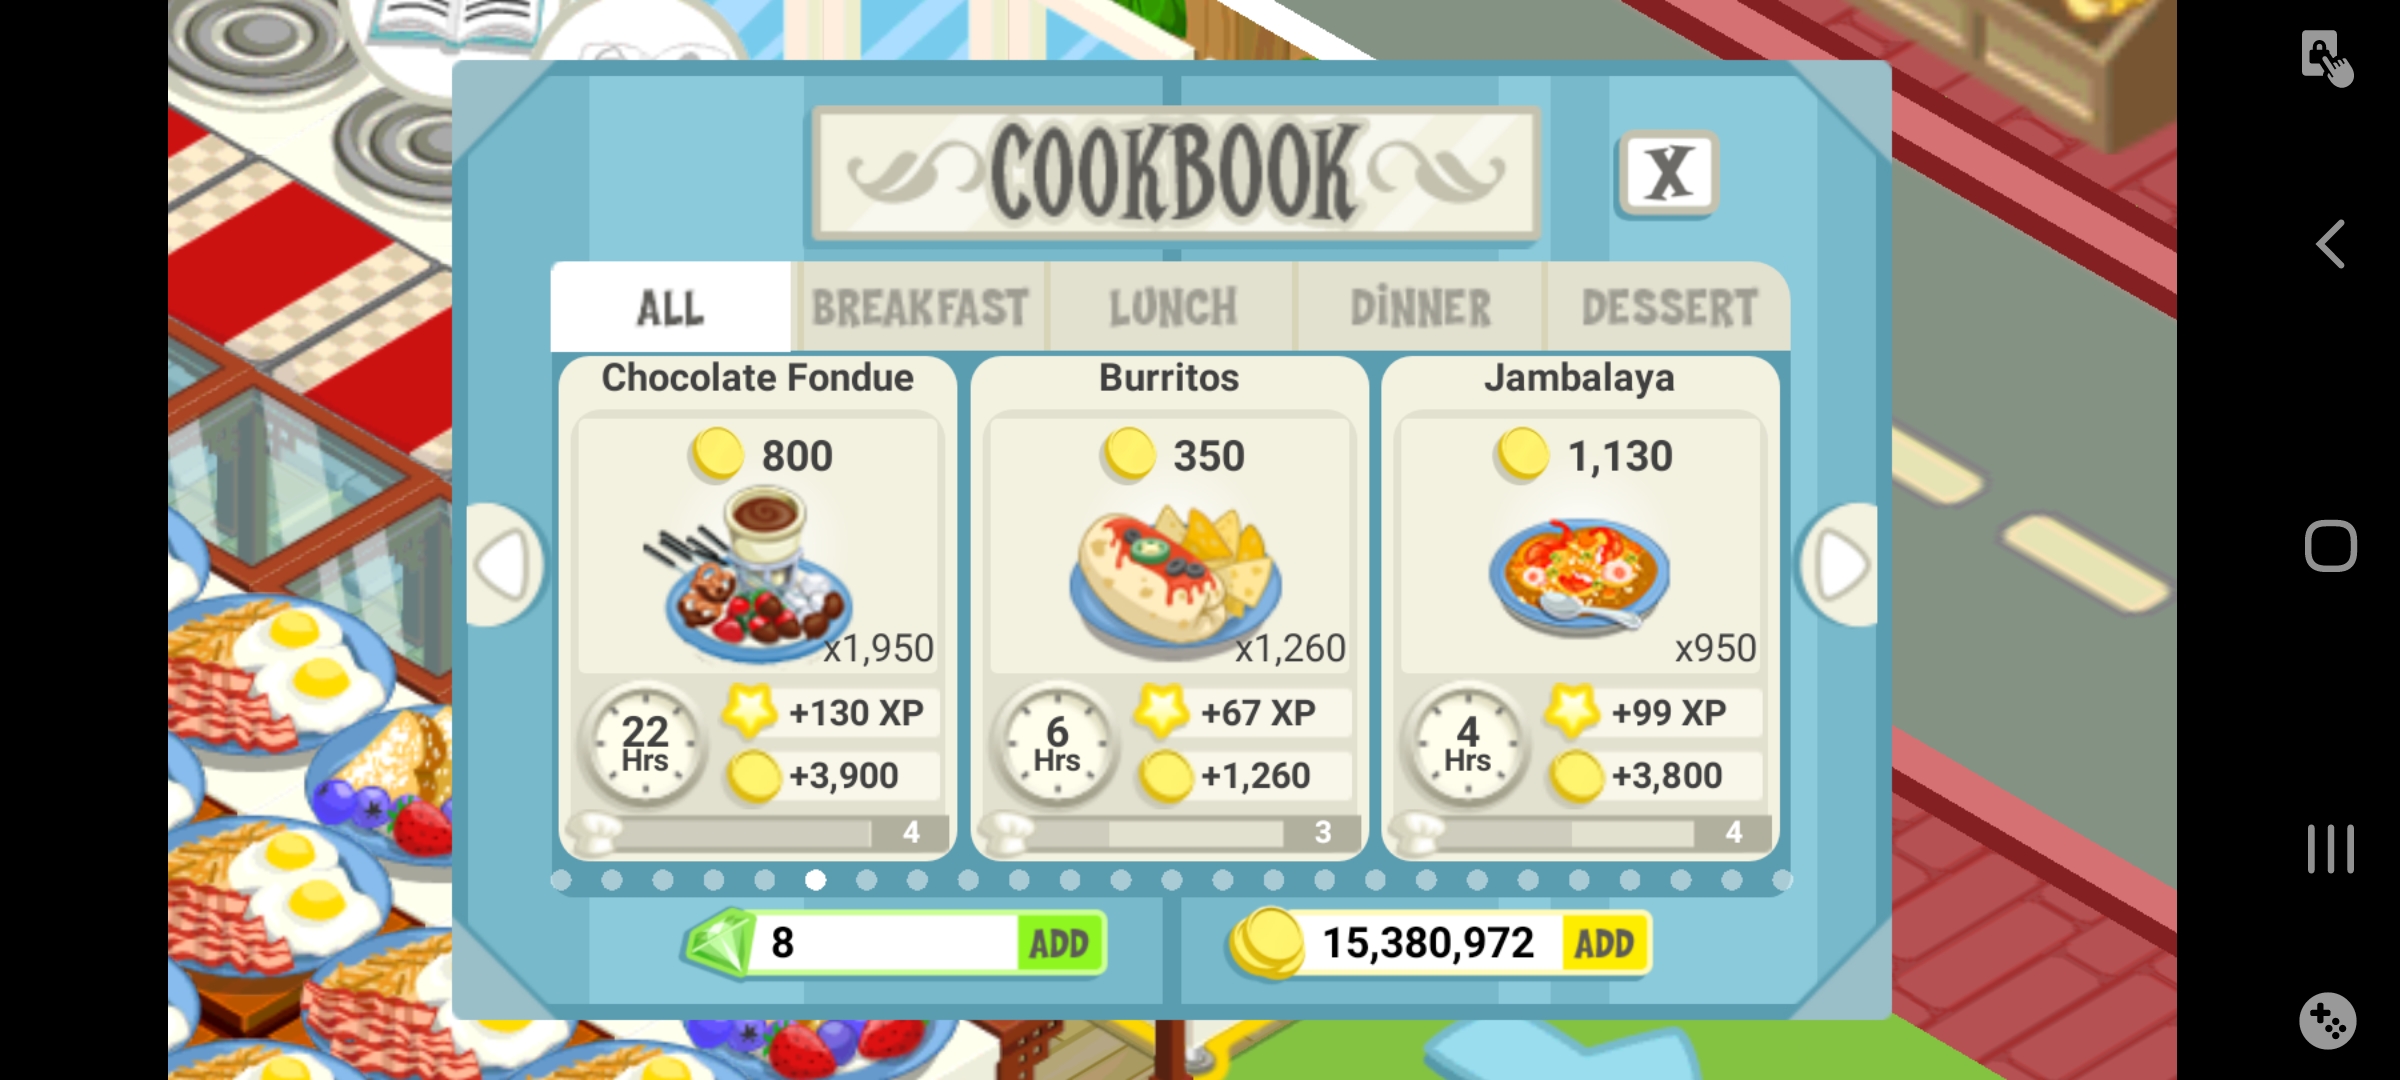 COOKBOOK
X
ALL
BREAKFAST
LUNCH
DINNER
DESSERT
Chocolate Fondue
800
x1,950
22
Hrs
+130 XP
+3,900
4
Burritos
350
x1,260
6
Hrs
+67 XP
+1,260
3
Jambalaya
1,130
x950
4
Hrs
+99 XP
+3,800
4
8
ADD
15,380,972
ADD